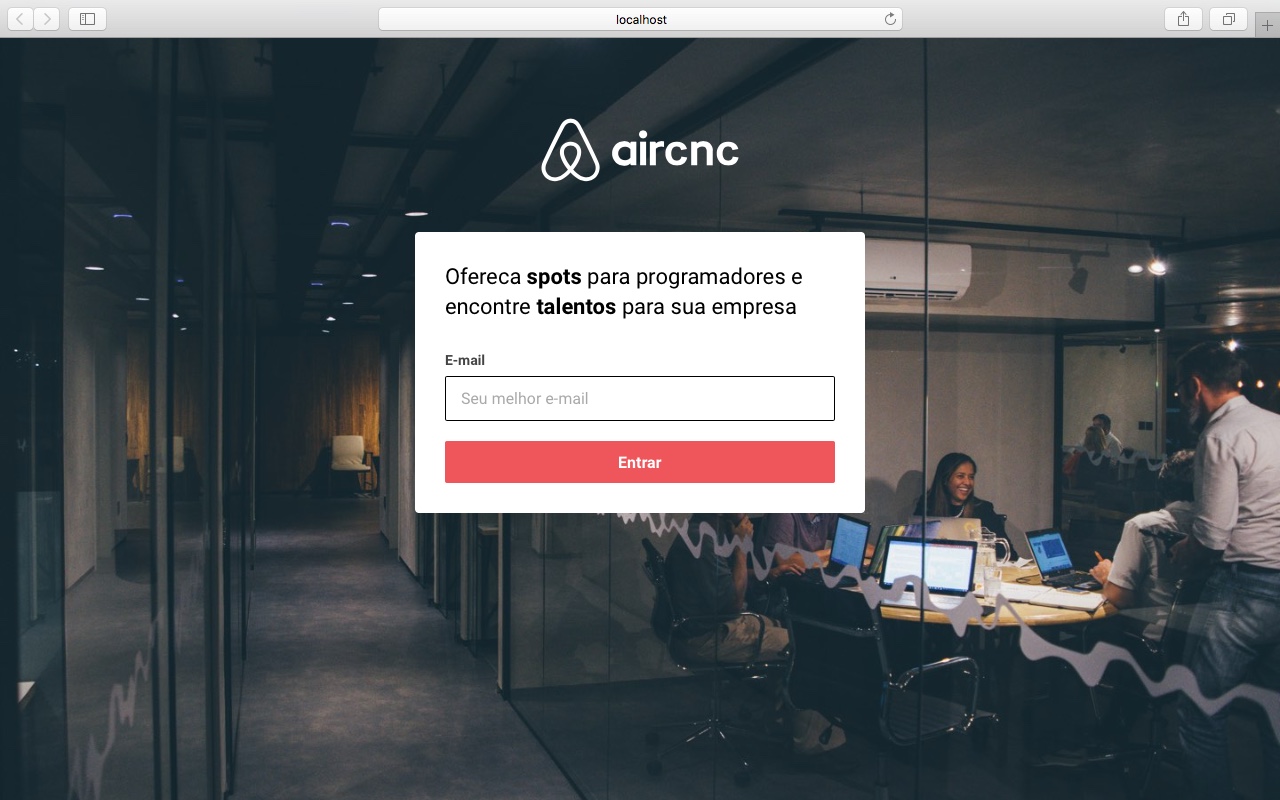 localhost
aircnc
Ofereca spots para programadores e
encontre talentos para sua empresa
E-mail
Seu melhor e-mail
Entrar